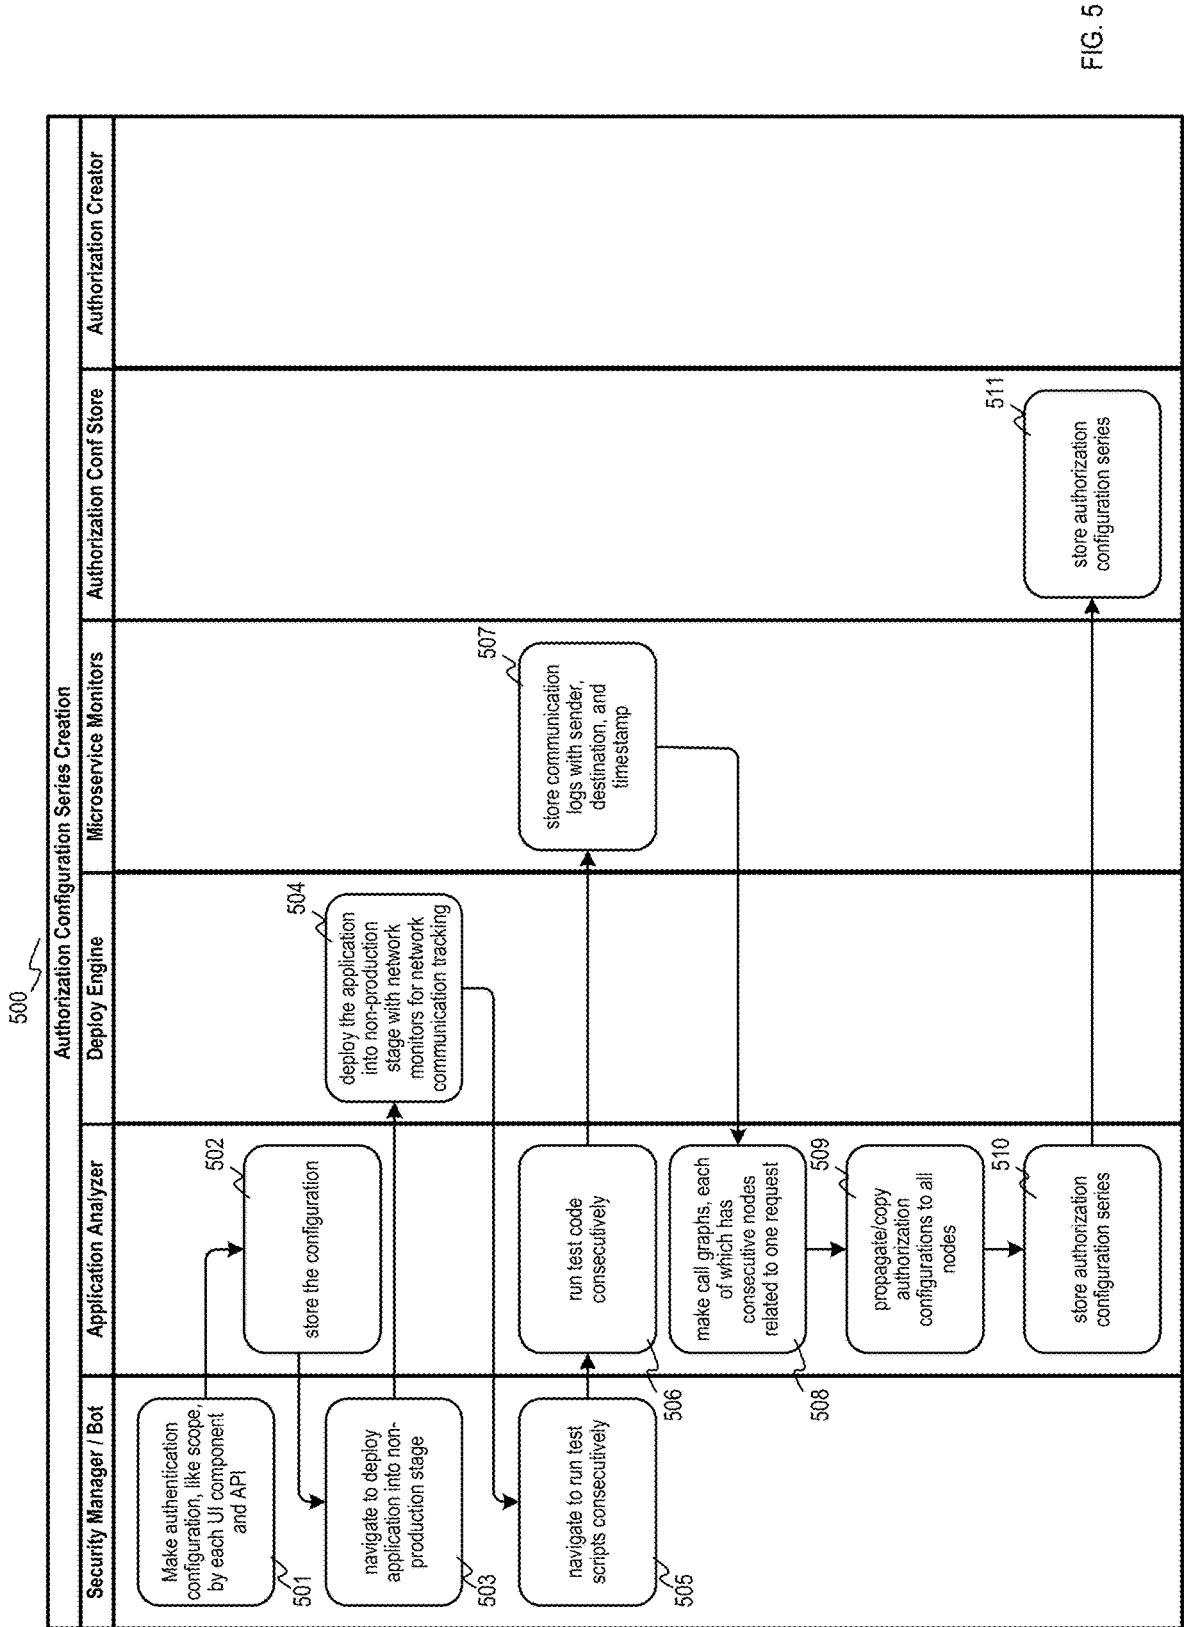 500
Authorization Configuration Series Creation
Security Manager / Bot
Application Analyzer
Deploy Engine
Microservice Monitors
Authorization Conf Store
Authorization Creator
Make authentication
configuration, like scope,
by each UI component
and API
501
502
store the configuration
navigate to deploy
application into non-
production stage
503
504
deploy the application
into non-production
stage with network
monitors for network
communication tracking
navigate to run test
scripts consecutively
505
run test code
consecutively
506
507
store communication
logs with sender,
destination, and
timestamp
make call graphs, each
of which has
consecutive nodes
related to one request
508
509
propagate/copy
authorization
configurations to all
nodes
510
store authorization
configuration series
511
store authorization
configuration series
FIG. 5